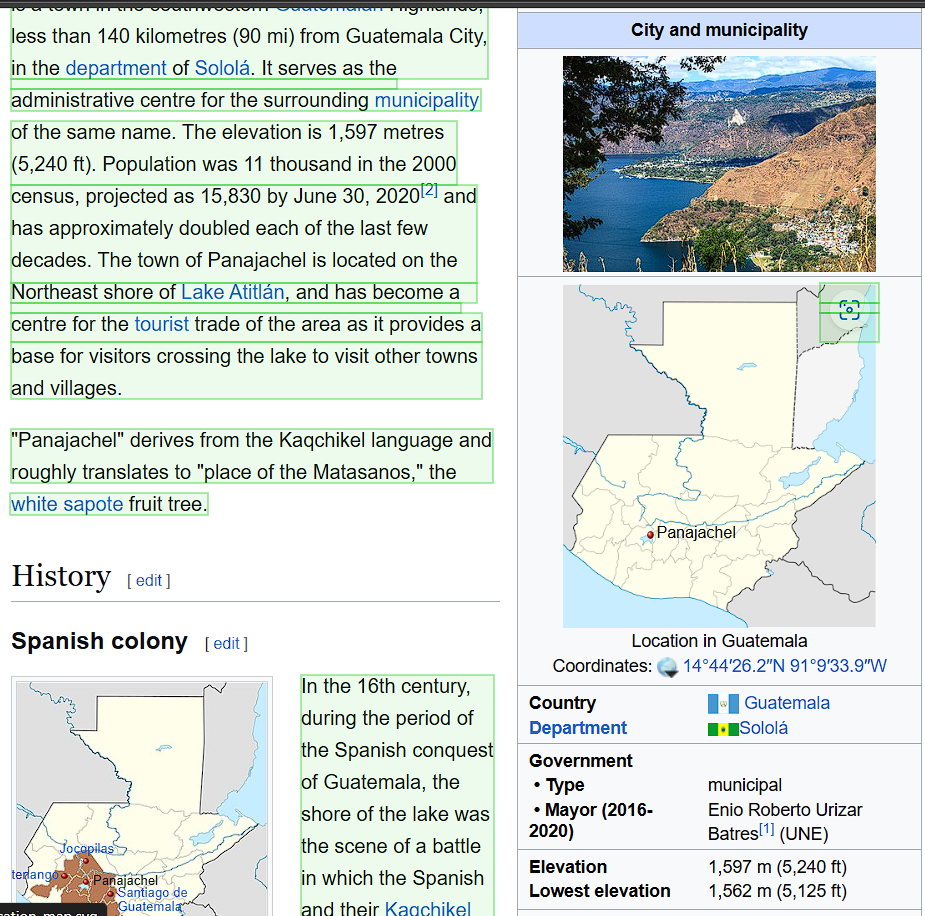 is a town in the southwestern Guatemalan Highlands,
less than 140 kilometres (90 mi) from Guatemala City,
in the department of Sololá. It serves as the
administrative centre for the surrounding municipality
of the same name. The elevation is 1,597 metres
(5,240 ft). Population was 11 thousand in the 2000
census, projected as 15,830 by June 30, 2020[2] and
has approximately doubled each of the last few
decades. The town of Panajachel is located on the
Northeast shore of Lake Atitlán, and has become a
centre for the tourist trade of the area as it provides a
base for visitors crossing the lake to visit other towns
and villages.
"Panajachel" derives from the Kaqchikel language and
roughly translates to "place of the Matasanos," the
white sapote fruit tree.
History [ edit ]
Spanish colony [ edit ]
Jocopilas
tenango
Panajachel
Santiago de
Guatemala
In the 16th century,
during the period of
the Spanish conquest
of Guatemala, the
shore of the lake was
the scene of a battle
in which the Spanish
and their Kaqchikel
City and municipality
Panajachel
Location in Guatemala
Coordinates: 14°44′26.2″N 91°9′33.9″W
Country Guatemala
Department Sololá
Government
• Type municipal
• Mayor (2016-2020) Enio Roberto Urizar
Batres[1] (UNE)
Elevation 1,597 m (5,240 ft)
Lowest elevation 1,562 m (5,125 ft)